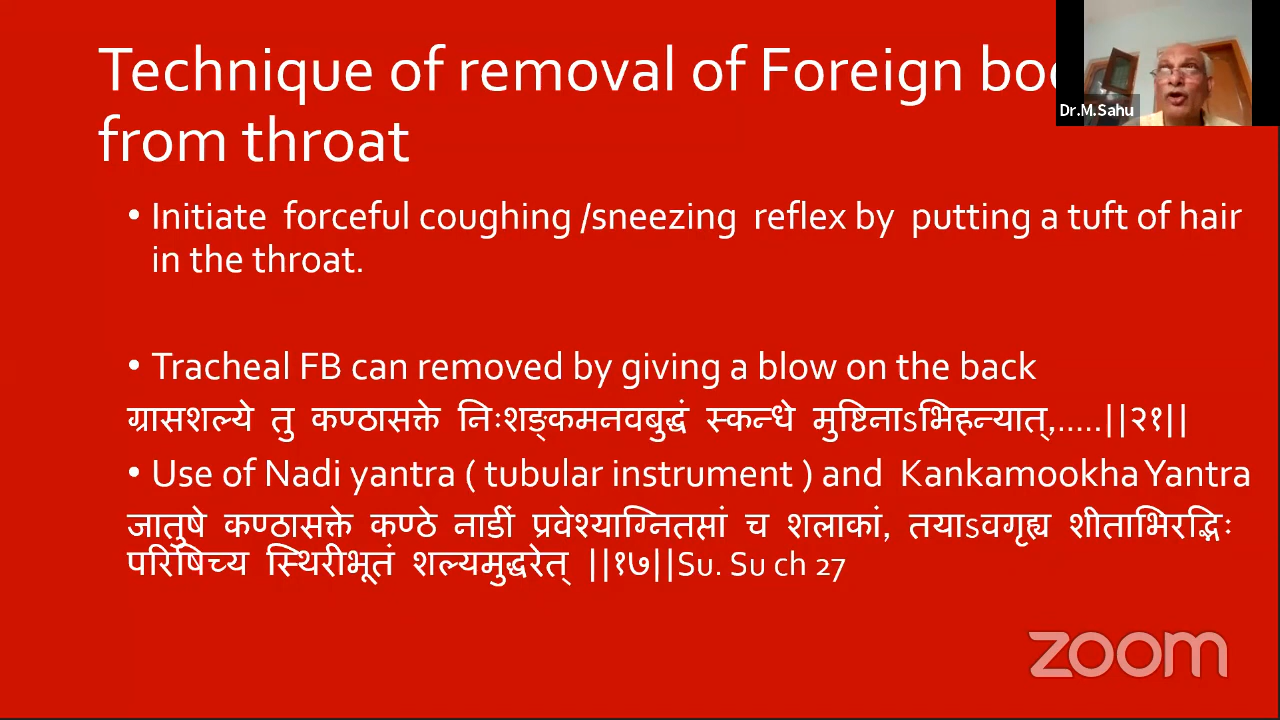 Technique of removal of Foreign
from throat
Dr.M.Sahu
• Initiate forceful coughing /sneezing reflex by putting a tuft of hair
in the throat.
• Tracheal FB can removed by giving a blow on the back
ग्रासशल्ये तु कण्ठासक्ते निःशङ्कमनवबुद्धं स्कन्धे मुष्टिनाऽभिहन्यात्,.....||२१||
• Use of Nadi yantra ( tubular instrument ) and Kankamookha Yantra
जातुषे कण्ठासक्ते कण्ठे नाडीं प्रवेश्याग्नितप्तां च शलाकां, तयाऽवगृह्य शीताभिरद्भिः
परिषिच्य स्थिरीभूतं शल्यमुद्धरेत् ||१७||Su. Su ch 27
zoom